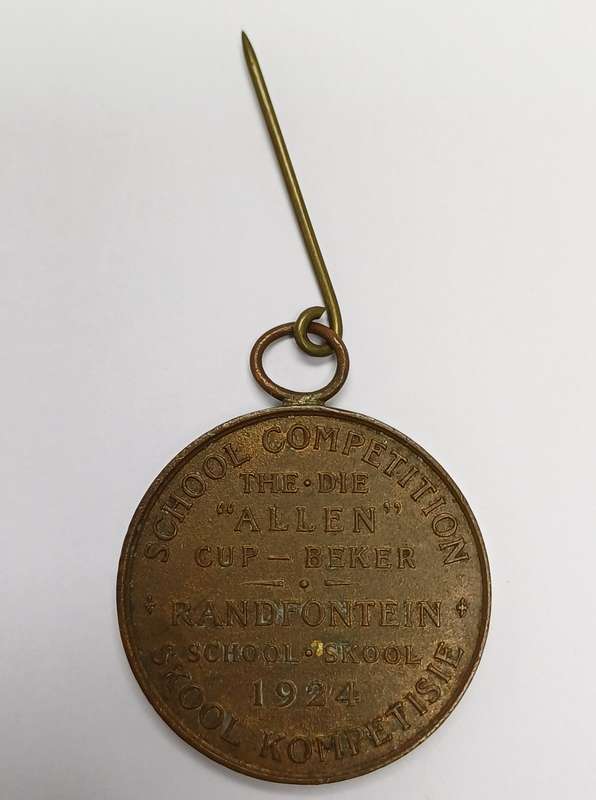 SCHOOL COMPETITION
THE · DIE
"ALLEN"
CUP — BEKER
RANDFONTEIN
SCHOOL · SKOOL
1924
SKOOL KOMPETISIE